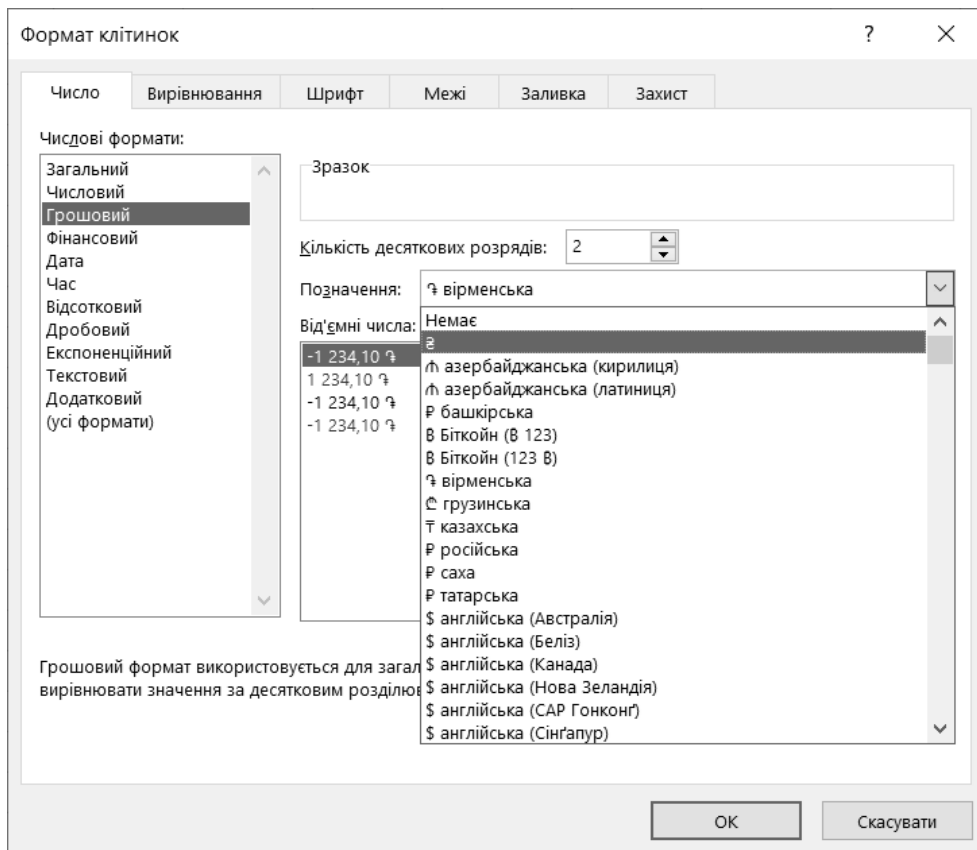 Формат клітинок ?
Число Вирівнювання Шрифт Межі Заливка Захист
Числові формати:
Загальний
Числовий
Грошовий
Фінансовий
Дата
Час
Відсотковий
Дробовий
Експоненційний
Текстовий
Додатковий
(усі формати)
Зразок
Кількість десяткових розрядів: 2
Позначення: ֏ вірменська
Від'ємні числа:
-1 234,10 ֏
1 234,10 ֏
-1 234,10 ֏
-1 234,10 ֏
Немає
₴
₼ азербайджанська (кирилиця)
₼ азербайджанська (латиниця)
₽ башкірська
₿ Біткойн (₿ 123)
₿ Біткойн (123 ₿)
֏ вірменська
₾ грузинська
₸ казахська
₽ російська
₽ саха
₽ татарська
$ англійська (Австралія)
$ англійська (Беліз)
$ англійська (Канада)
$ англійська (Нова Зеландія)
$ англійська (САР Гонконґ)
$ англійська (Сінґапур)
Грошовий формат використовується для загал
вирівнювати значення за десятковим розділюв
ОК Скасувати